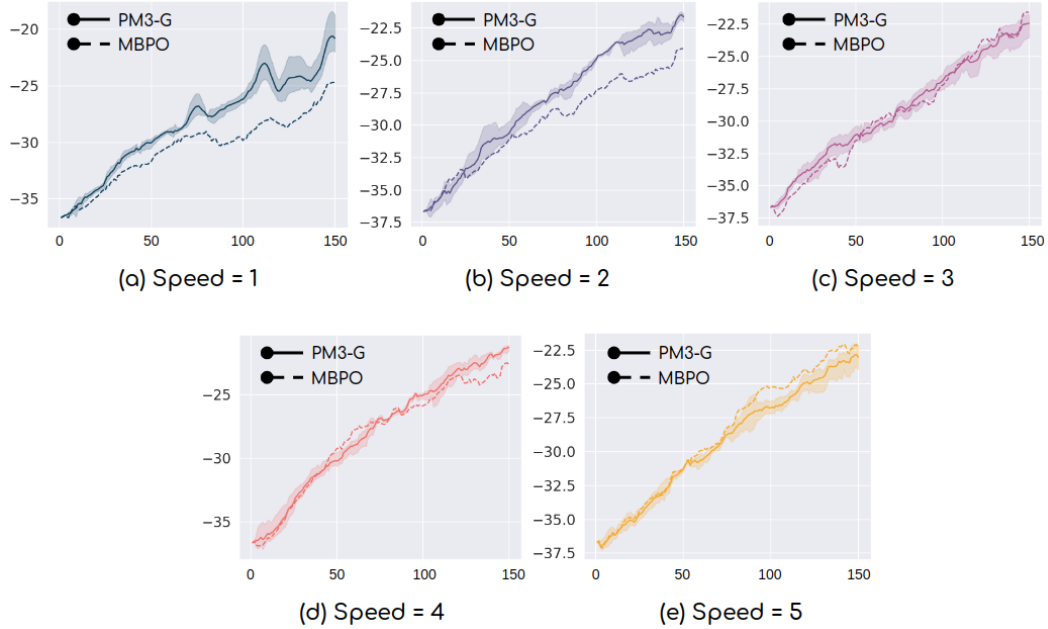 PM3-G
MBPO
−20
−25
−30
−35
0 50 100 150
(a) Speed = 1
PM3-G
MBPO
−22.5
−25.0
−27.5
−30.0
−32.5
−35.0
−37.5
0 50 100 150
(b) Speed = 2
PM3-G
MBPO
−22.5
−25.0
−27.5
−30.0
−32.5
−35.0
−37.5
0 50 100 150
(c) Speed = 3
PM3-G
MBPO
−25
−30
−35
0 50 100 150
(d) Speed = 4
PM3-G
MBPO
−22.5
−25.0
−27.5
−30.0
−32.5
−35.0
−37.5
0 50 100 150
(e) Speed = 5